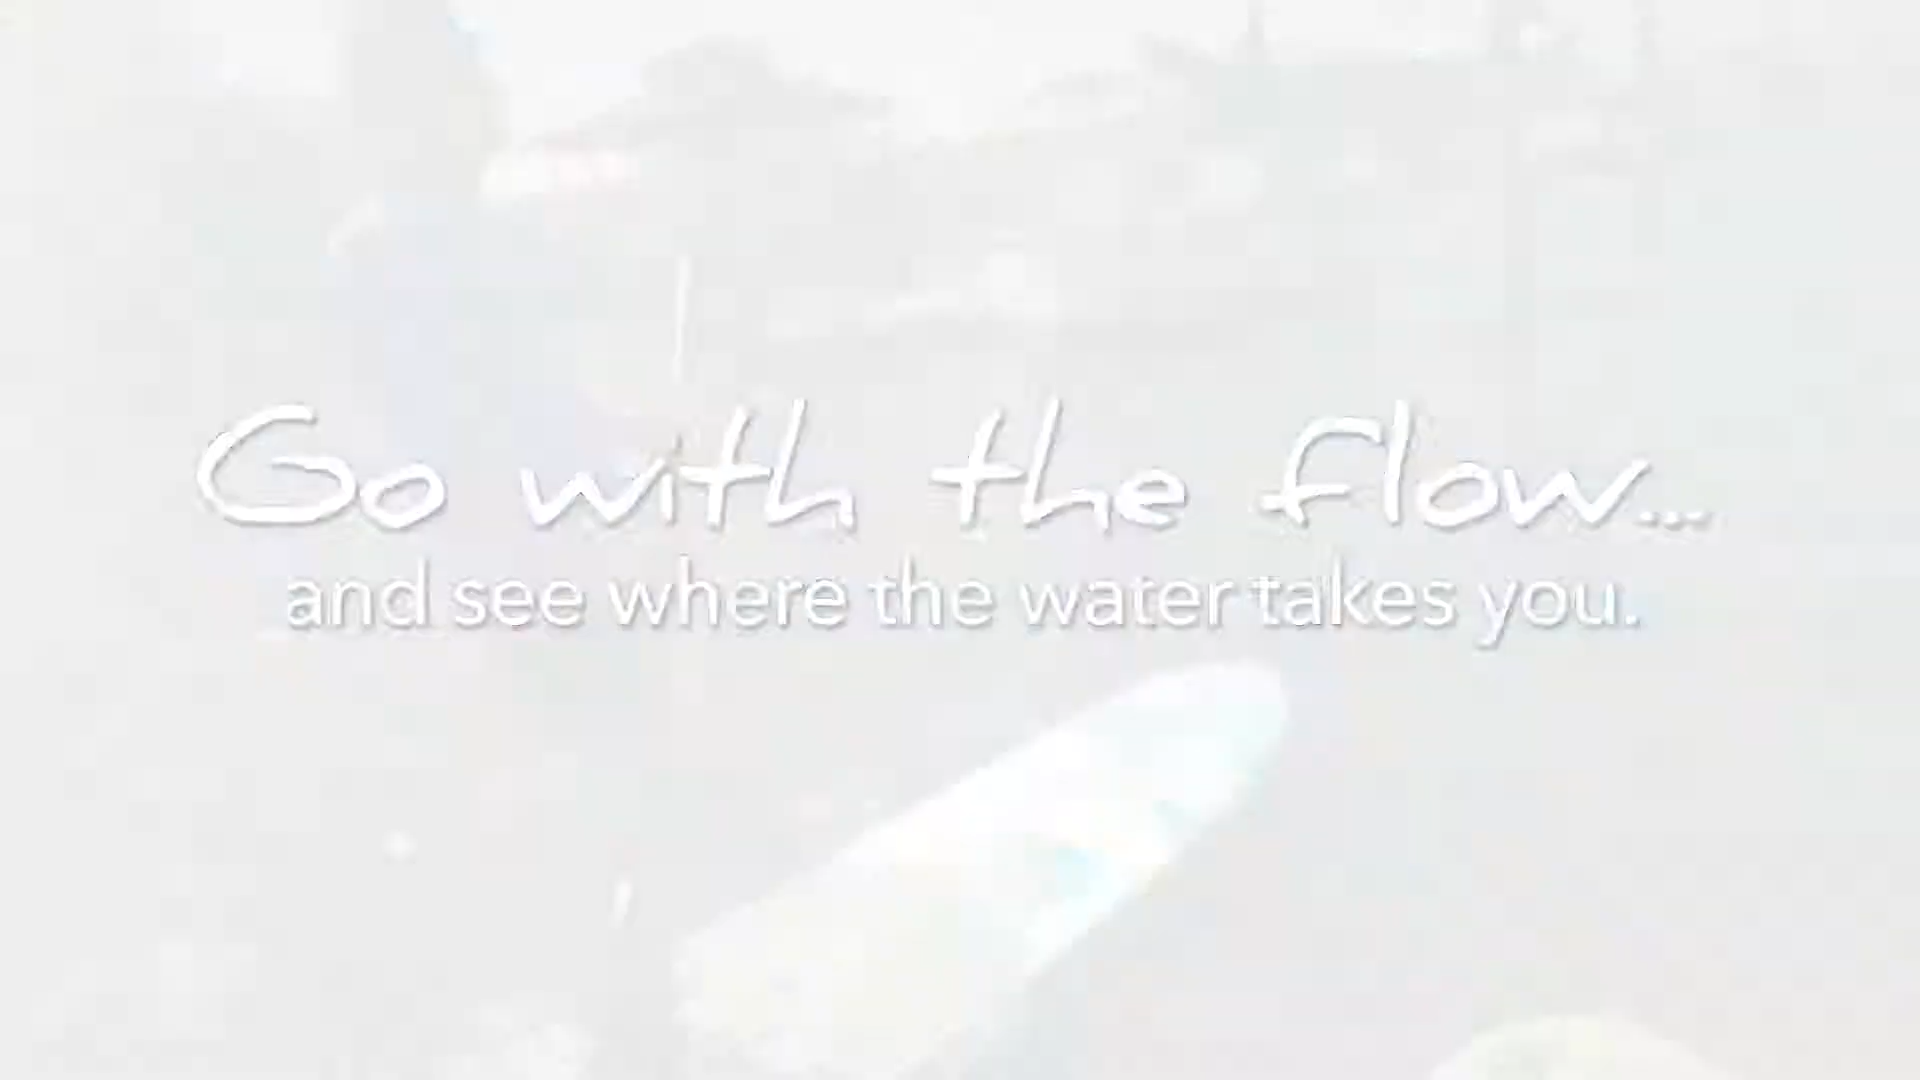 Go with the flow...
and see where the water takes you.